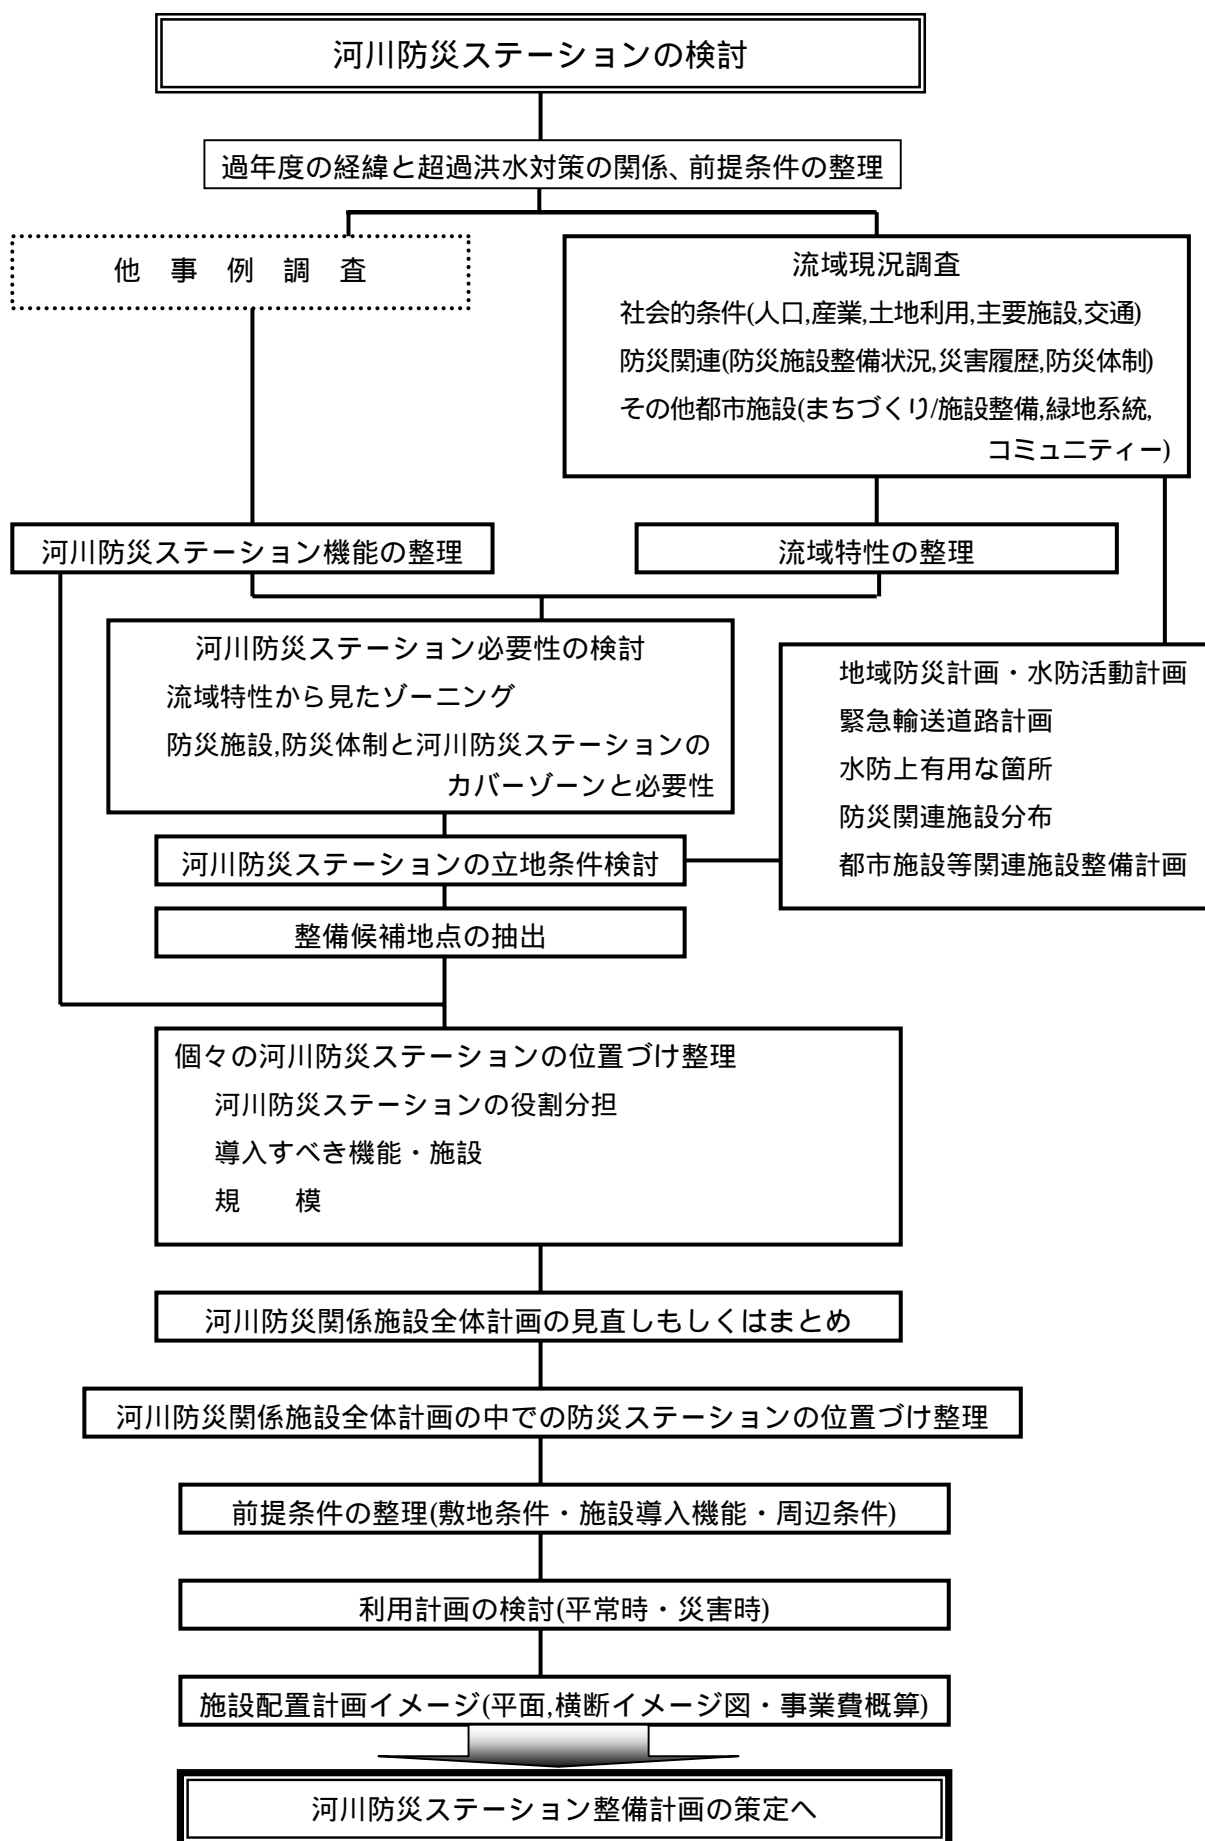 河川防災ステーションの検討
過年度の経緯と超過洪水対策の関係、前提条件の整理
他　事　例　調　査
流域現況調査
社会的条件(人口,産業,土地利用,主要施設,交通)
防災関連(防災施設整備状況,災害履歴,防災体制)
その他都市施設(まちづくり/施設整備,緑地系統,
コミュニティー)
河川防災ステーション機能の整理
流域特性の整理
河川防災ステーション必要性の検討
流域特性から見たゾーニング
防災施設,防災体制と河川防災ステーションの
カバーゾーンと必要性
地域防災計画・水防活動計画
緊急輸送道路計画
水防上有用な箇所
防災関連施設分布
都市施設等関連施設整備計画
河川防災ステーションの立地条件検討
整備候補地点の抽出
個々の河川防災ステーションの位置づけ整理
河川防災ステーションの役割分担
導入すべき機能・施設
規　　模
河川防災関係施設全体計画の見直しもしくはまとめ
河川防災関係施設全体計画の中での防災ステーションの位置づけ整理
前提条件の整理(敷地条件・施設導入機能・周辺条件)
利用計画の検討(平常時・災害時)
施設配置計画イメージ(平面,横断イメージ図・事業費概算)
河川防災ステーション整備計画の策定へ